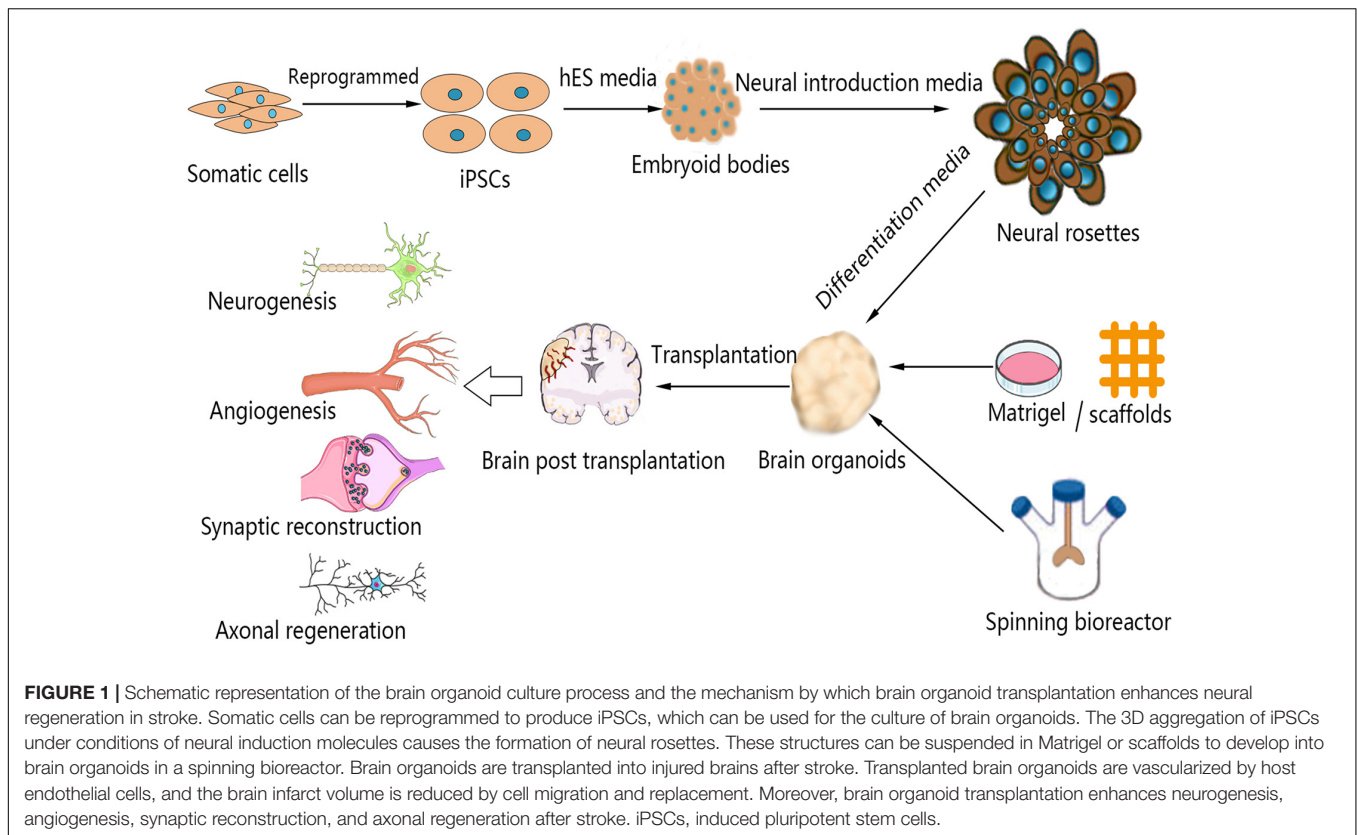 Reprogrammed
hES media
Neural introduction media
Somatic cells
iPSCs
Embryoid bodies
Neural rosettes
Differentiation media
Neurogenesis
Transplantation
Angiogenesis
Matrigel / scaffolds
Brain post transplantation
Brain organoids
Synaptic reconstruction
Spinning bioreactor
Axonal regeneration
FIGURE 1 | Schematic representation of the brain organoid culture process and the mechanism by which brain organoid transplantation enhances neural
regeneration in stroke. Somatic cells can be reprogrammed to produce iPSCs, which can be used for the culture of brain organoids. The 3D aggregation of iPSCs
under conditions of neural induction molecules causes the formation of neural rosettes. These structures can be suspended in Matrigel or scaffolds to develop into
brain organoids in a spinning bioreactor. Brain organoids are transplanted into injured brains after stroke. Transplanted brain organoids are vascularized by host
endothelial cells, and the brain infarct volume is reduced by cell migration and replacement. Moreover, brain organoid transplantation enhances neurogenesis,
angiogenesis, synaptic reconstruction, and axonal regeneration after stroke. iPSCs, induced pluripotent stem cells.